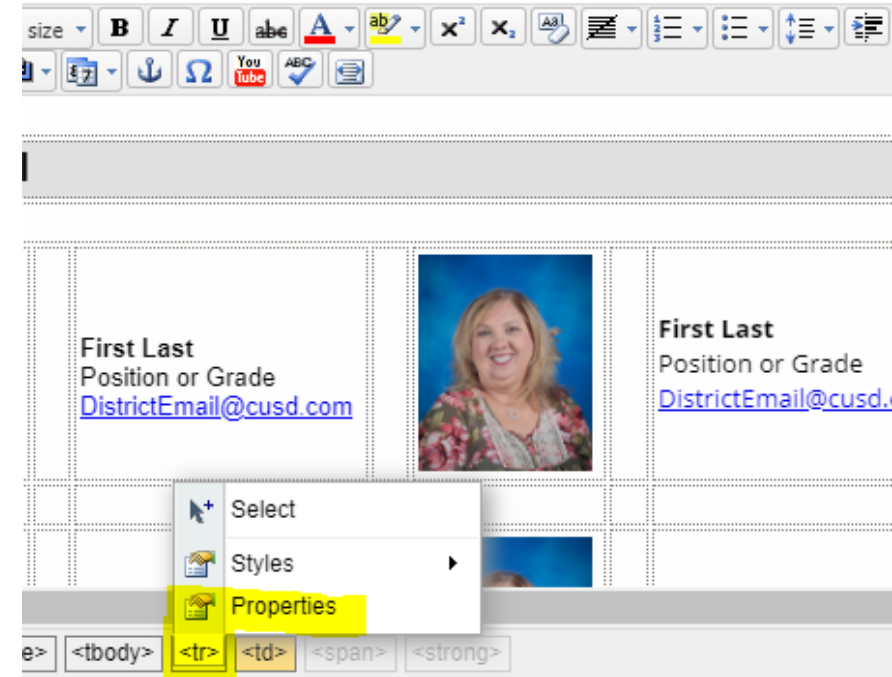 size B I U abc A ab x² x₂ Aa
You Tube ABC
First Last
Position or Grade
DistrictEmail@cusd.com
First Last
Position or Grade
DistrictEmail@cusd.
Select
Styles
Properties
e> <tbody> <tr> <td> <span> <strong>